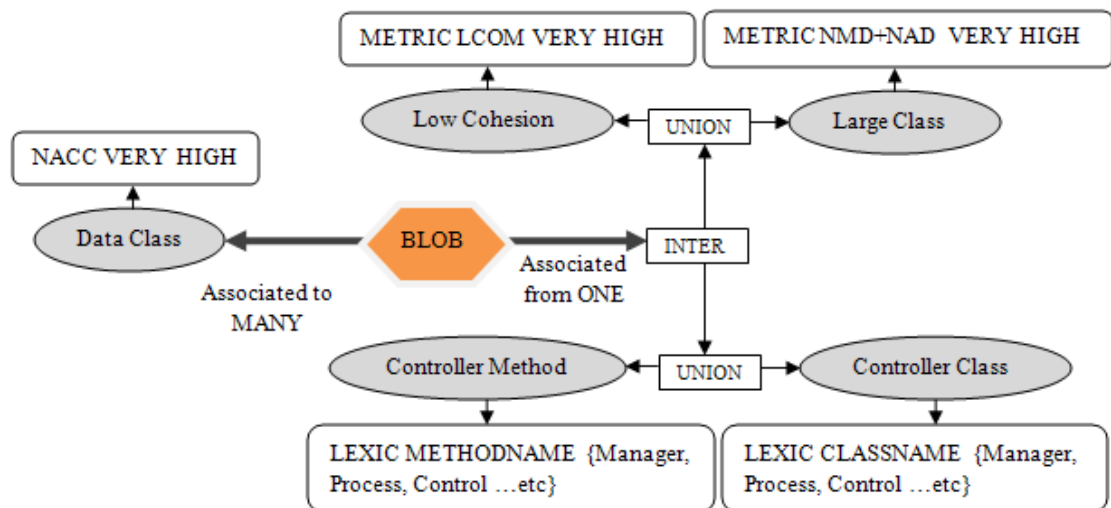 METRIC LCOM VERY HIGH
METRIC NMD+NAD VERY HIGH
Low Cohesion
UNION
Large Class
NACC VERY HIGH
Data Class
BLOB
INTER
Associated to
MANY
Associated
from ONE
Controller Method
UNION
Controller Class
LEXIC METHODNAME {Manager,
Process, Control ...etc}
LEXIC CLASSNAME {Manager,
Process, Control ...etc}